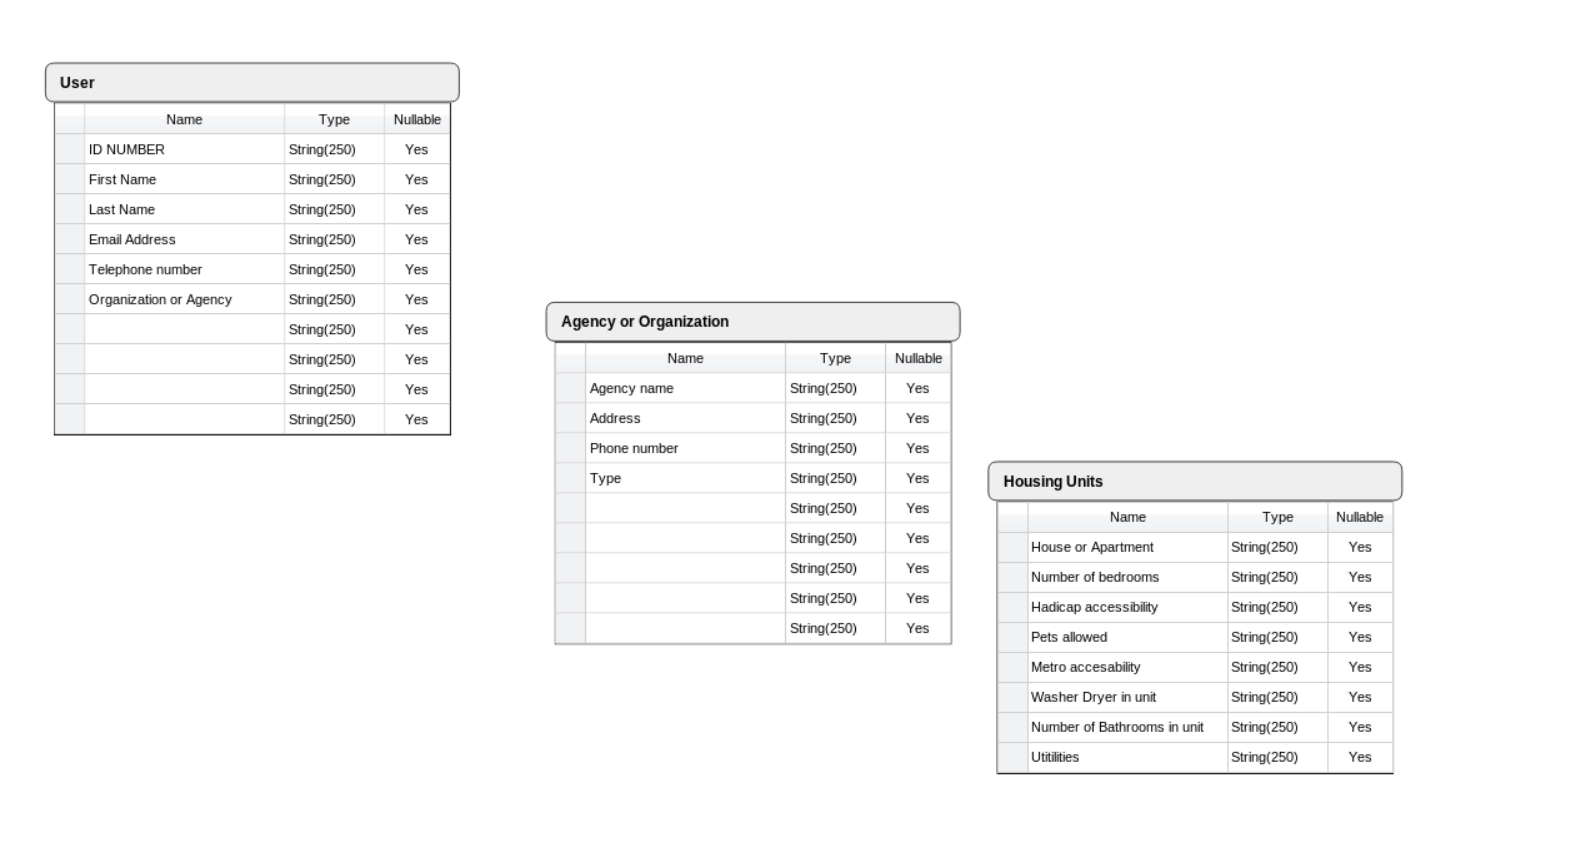 User
Name Type Nullable
ID NUMBER String(250) Yes
First Name String(250) Yes
Last Name String(250) Yes
Email Address String(250) Yes
Telephone number String(250) Yes
Organization or Agency String(250) Yes
String(250) Yes
String(250) Yes
String(250) Yes
String(250) Yes
Agency or Organization
Name Type Nullable
Agency name String(250) Yes
Address String(250) Yes
Phone number String(250) Yes
Type String(250) Yes
String(250) Yes
String(250) Yes
String(250) Yes
String(250) Yes
String(250) Yes
Housing Units
Name Type Nullable
House or Apartment String(250) Yes
Number of bedrooms String(250) Yes
Hadicap accessibility String(250) Yes
Pets allowed String(250) Yes
Metro accesability String(250) Yes
Washer Dryer in unit String(250) Yes
Number of Bathrooms in unit String(250) Yes
Utitilities String(250) Yes